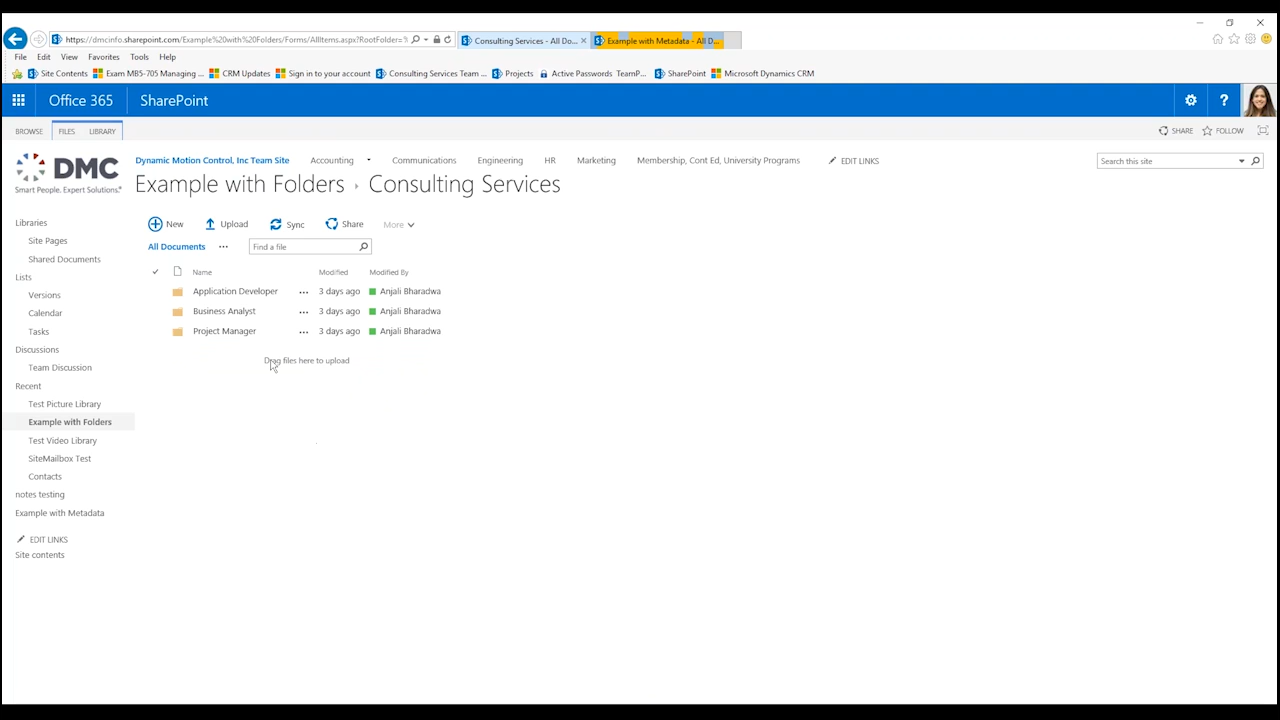 https://dmcinfo.sharepoint.com/Example%20with%20Folders/Forms/AllItems.aspx?RootFolder=%
Consulting Services - All Do...
Example with Metadata - All D...
File Edit View Favorites Tools Help
Site Contents
Exam MB5-705 Managing ...
CRM Updates
Sign in to your account
Consulting Services Team ...
Projects
Active Passwords TeamP...
SharePoint
Microsoft Dynamics CRM
Office 365
SharePoint
?
BROWSE
FILES
LIBRARY
SHARE
FOLLOW
DMC
Smart People. Expert Solutions.®
Dynamic Motion Control, Inc Team Site
Accounting
Communications
Engineering
HR
Marketing
Membership, Cont Ed, University Programs
EDIT LINKS
Search this site
Example with Folders
Consulting Services
New
Upload
Sync
Share
More
All Documents
...
Find a file
Name Modified Modified By
Application Developer ... 3 days ago Anjali Bharadwa
Business Analyst ... 3 days ago Anjali Bharadwa
Project Manager ... 3 days ago Anjali Bharadwa
Drag files here to upload
Libraries
Site Pages
Shared Documents
Lists
Versions
Calendar
Tasks
Discussions
Team Discussion
Recent
Test Picture Library
Example with Folders
Test Video Library
SiteMailbox Test
Contacts
notes testing
Example with Metadata
EDIT LINKS
Site contents